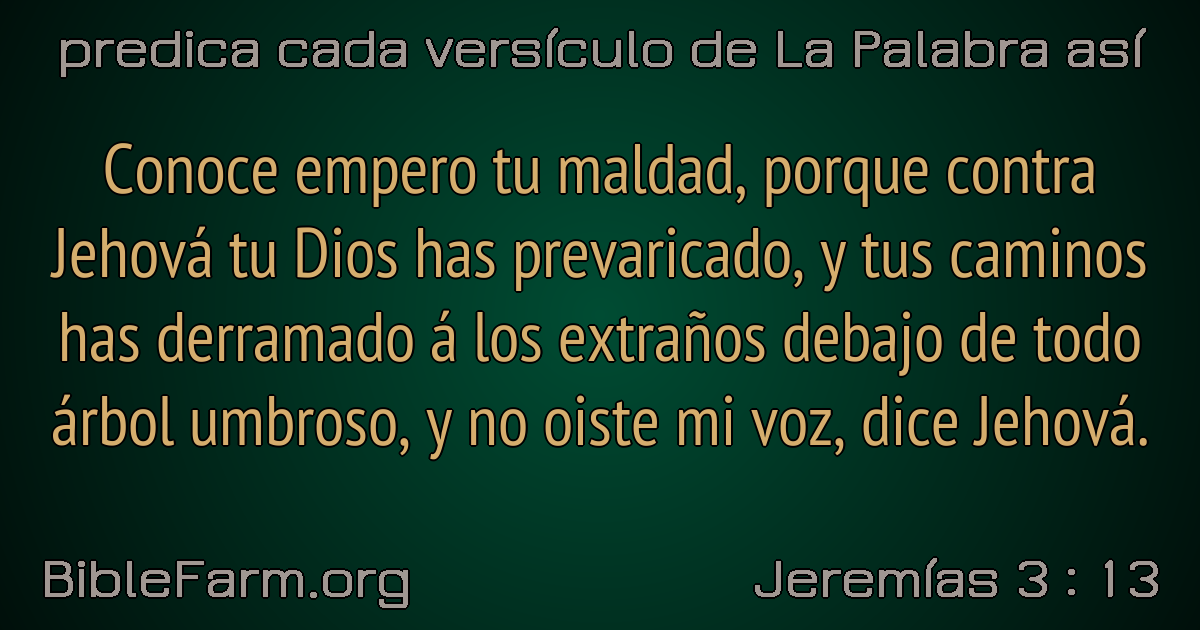 predica cada versículo de La Palabra así
Conoce empero tu maldad, porque contra
Jehová tu Dios has prevaricado, y tus caminos
has derramado á los extraños debajo de todo
árbol umbroso, y no oiste mi voz, dice Jehová.
BibleFarm.org
Jeremías 3 : 13